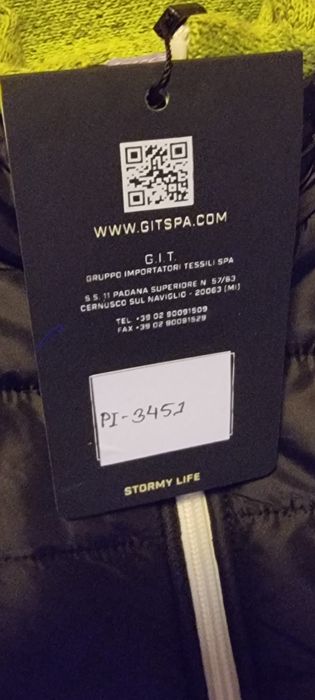 WWW.GITSPA.COM
G.I.T.
GRUPPO IMPORTATORI TESSILI SPA
S.S. 11 PADANA SUPERIORE N 57/63
CERNUSCO SUL NAVIGLIO - 20063 (MI)
TEL +39 02 90091509
FAX +39 02 90091529
PI-3451
STORMY LIFE